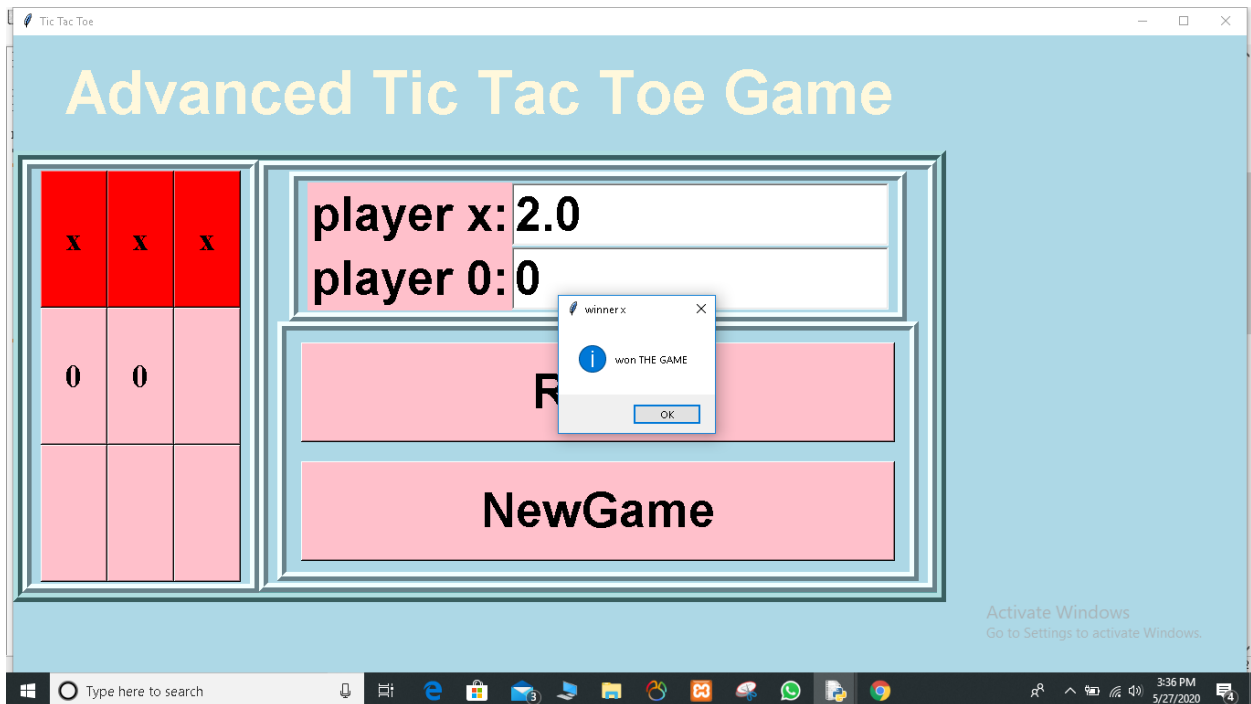 Tic Tac Toe
Advanced Tic Tac Toe Game
x x x
0 0
player x: 2.0
player 0: 0
winner x
won THE GAME
OK
R
NewGame
Activate Windows
Go to Settings to activate Windows.
Type here to search
3
3:36 PM
5/27/2020
4